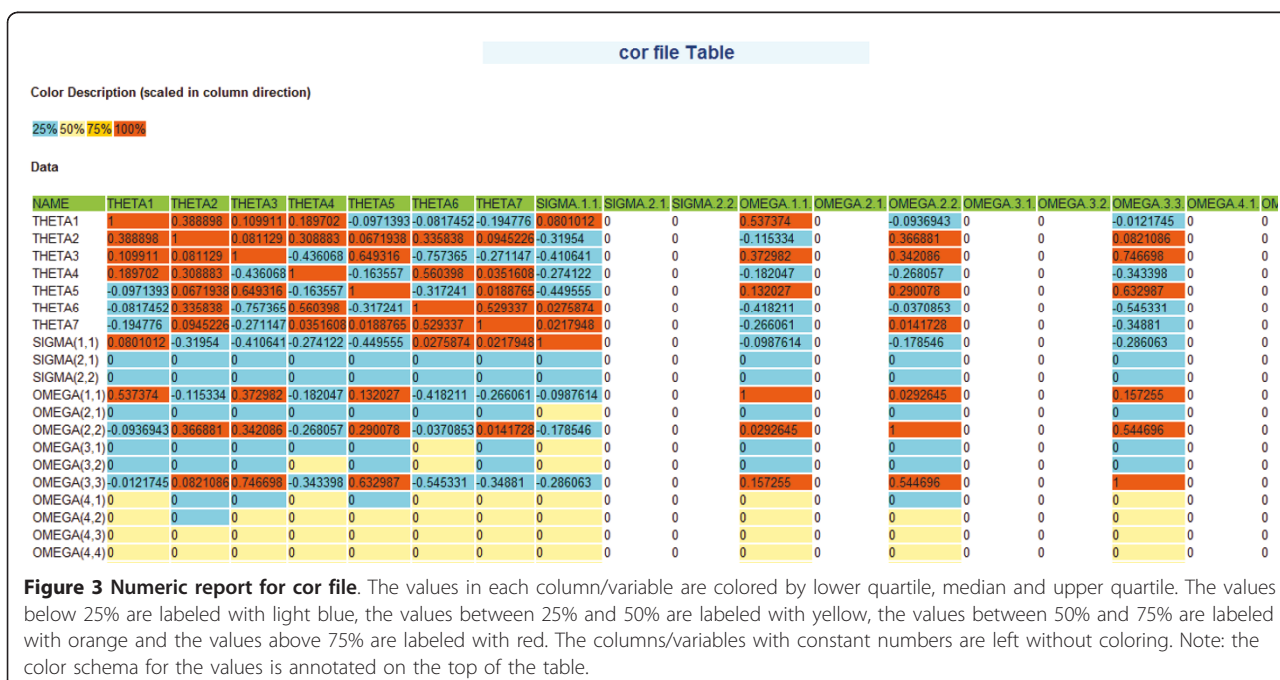 cor file Table
Color Description (scaled in column direction)
25% 50% 75% 100%
Data
NAME THETA1 THETA2 THETA3 THETA4 THETA5 THETA6 THETA7 SIGMA.1.1. SIGMA.2.1. SIGMA.2.2. OMEGA.1.1. OMEGA.2.1. OMEGA.2.2. OMEGA.3.1. OMEGA.3.2. OMEGA.3.3. OMEGA.4.1. OM
THETA1 1 0.388898 0.109911 0.189702 -0.0971393 -0.0817452 -0.194776 0.0801012 0 0 0.537374 0 -0.0936943 0 0 -0.0121745 0 0
THETA2 0.388898 1 0.081129 0.308883 0.0671938 0.335838 0.0945226 -0.31954 0 0 -0.115334 0 0.366881 0 0 0.0821086 0 0
THETA3 0.109911 0.081129 1 -0.436068 0.649316 -0.757365 -0.271147 -0.410641 0 0 0.372982 0 0.342086 0 0 0.746698 0 0
THETA4 0.189702 0.308883 -0.436068 1 -0.163557 0.560398 0.0351608 -0.274122 0 0 -0.182047 0 -0.268057 0 0 -0.343398 0 0
THETA5 -0.0971393 0.0671938 0.649316 -0.163557 1 -0.317241 0.0188765 -0.449555 0 0 0.132027 0 0.290078 0 0 0.632987 0 0
THETA6 -0.0817452 0.335838 -0.757365 0.560398 -0.317241 1 0.529337 0.0275874 0 0 -0.418211 0 -0.0370853 0 0 -0.545331 0 0
THETA7 -0.194776 0.0945226 -0.271147 0.0351608 0.0188765 0.529337 1 0.0217948 0 0 -0.266061 0 0.0141728 0 0 -0.34881 0 0
SIGMA(1,1) 0.0801012 -0.31954 -0.410641 -0.274122 -0.449555 0.0275874 0.0217948 1 0 0 -0.0987614 0 -0.178546 0 0 -0.286063 0 0
SIGMA(2,1) 0 0 0 0 0 0 0 0 0 0 0 0 0 0 0 0 0 0
SIGMA(2,2) 0 0 0 0 0 0 0 0 0 0 0 0 0 0 0 0 0 0
OMEGA(1,1) 0.537374 -0.115334 0.372982 -0.182047 0.132027 -0.418211 -0.266061 -0.0987614 0 0 1 0 0.0292645 0 0 0.157255 0 0
OMEGA(2,1) 0 0 0 0 0 0 0 0 0 0 0 0 0 0 0 0 0 0
OMEGA(2,2) -0.0936943 0.366881 0.342086 -0.268057 0.290078 -0.0370853 0.0141728 -0.178546 0 0 0.0292645 0 1 0 0 0.544696 0 0
OMEGA(3,1) 0 0 0 0 0 0 0 0 0 0 0 0 0 0 0 0 0 0
OMEGA(3,2) 0 0 0 0 0 0 0 0 0 0 0 0 0 0 0 0 0 0
OMEGA(3,3) -0.0121745 0.0821086 0.746698 -0.343398 0.632987 -0.545331 -0.34881 -0.286063 0 0 0.157255 0 0.544696 0 0 1 0 0
OMEGA(4,1) 0 0 0 0 0 0 0 0 0 0 0 0 0 0 0 0 0 0
OMEGA(4,2) 0 0 0 0 0 0 0 0 0 0 0 0 0 0 0 0 0 0
OMEGA(4,3) 0 0 0 0 0 0 0 0 0 0 0 0 0 0 0 0 0 0
OMEGA(4,4) 0 0 0 0 0 0 0 0 0 0 0 0 0 0 0 0 0 0
Figure 3 Numeric report for cor file. The values in each column/variable are colored by lower quartile, median and upper quartile. The values
below 25% are labeled with light blue, the values between 25% and 50% are labeled with yellow, the values between 50% and 75% are labeled
with orange and the values above 75% are labeled with red. The columns/variables with constant numbers are left without coloring. Note: the
color schema for the values is annotated on the top of the table.